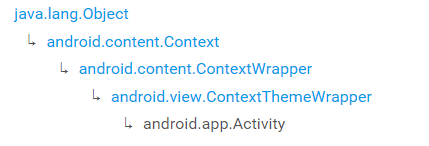 java.lang.Object
↳ android.content.Context
↳ android.content.ContextWrapper
↳ android.view.ContextThemeWrapper
↳ android.app.Activity